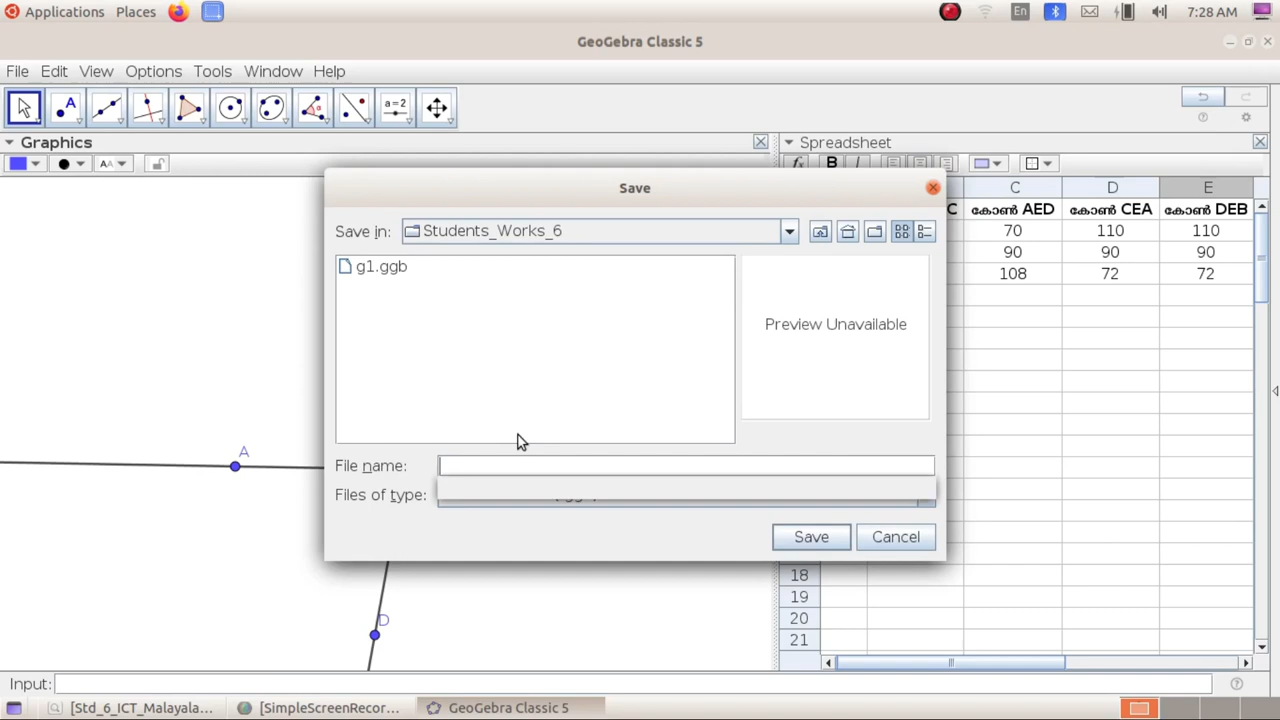 Applications Places En 7:28 AM
GeoGebra Classic 5
File Edit View Options Tools Window Help
A α a=2
Graphics Spreadsheet
AA fx B I
Save
Save in: Students_Works_6
g1.ggb
Preview Unavailable
File name:
Files of type:
Save Cancel
C D E
C കോൺ AED കോൺ CEA കോൺ DEB
70 110 110
90 90 90
108 72 72
18
19
20
21
A
D
Input:
[Std_6_ICT_Malayala... [SimpleScreenRecor... GeoGebra Classic 5